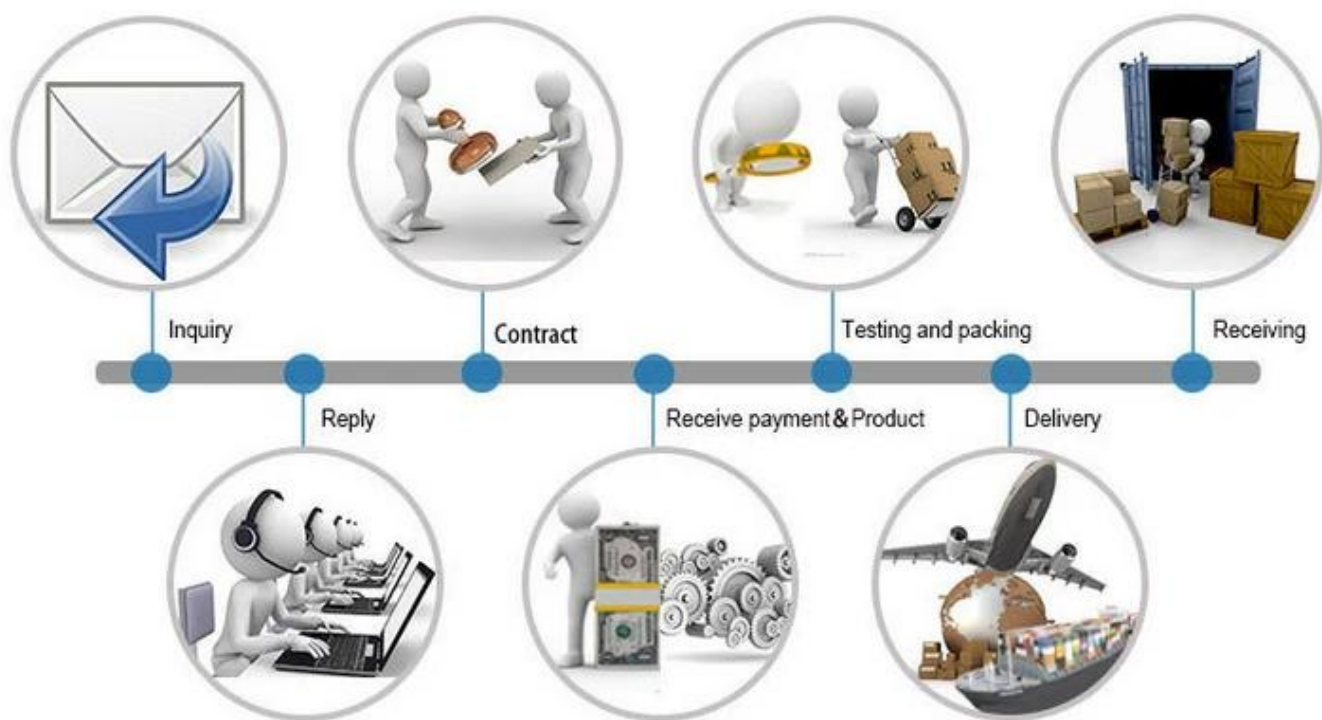 Inquiry
Reply
Contract
Receive payment & Product
Testing and packing
Delivery
Receiving